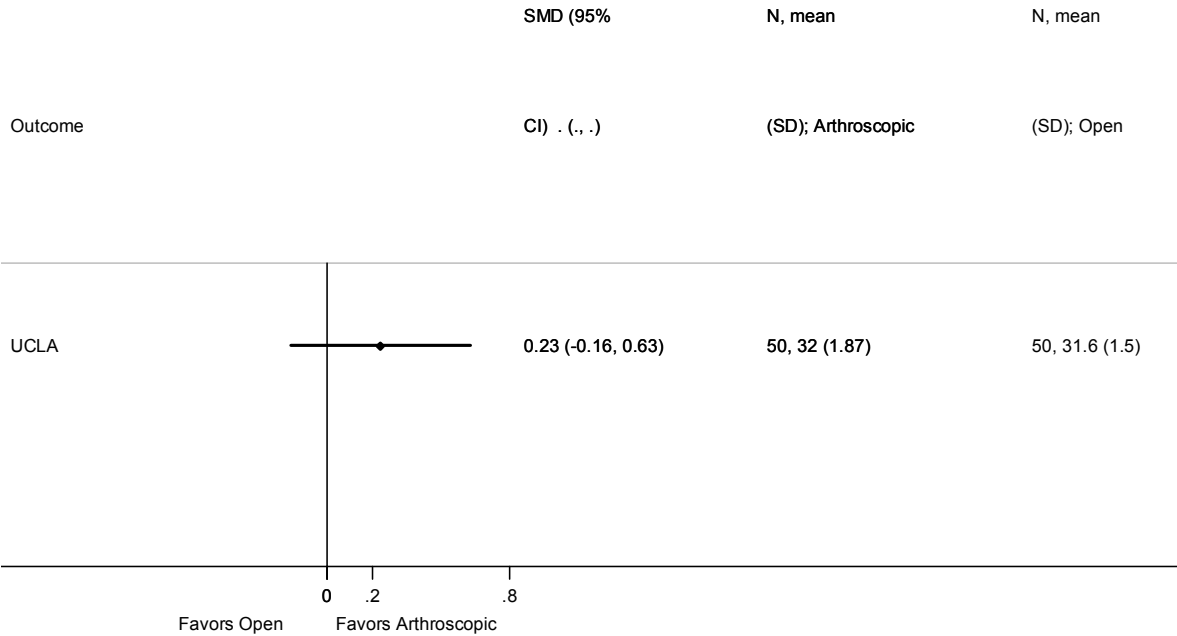 SMD (95% N, mean N, mean
Outcome CI) . (., .) (SD); Arthroscopic (SD); Open
UCLA 0.23 (-0.16, 0.63) 50, 32 (1.87) 50, 31.6 (1.5)
0 .2 .8
Favors Open Favors Arthroscopic